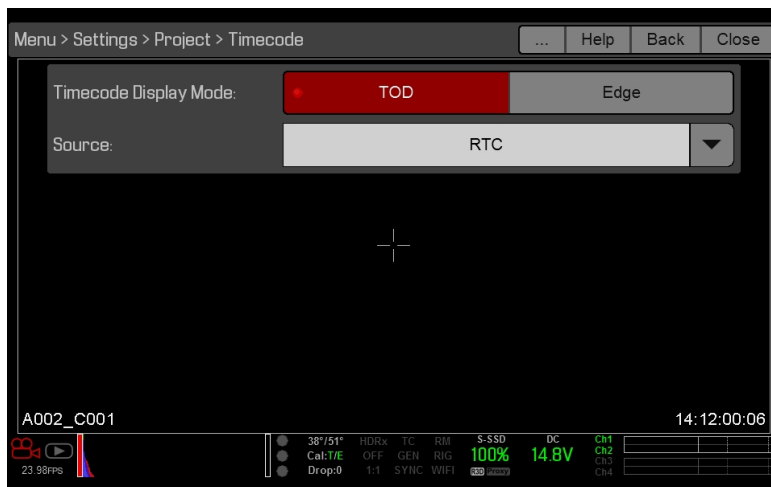 Menu > Settings > Project > Timecode ... Help Back Close
Timecode Display Mode: TOD Edge
Source: RTC
A002_C001 14:12:00:06
38°/51° HDRx TC RM S-SSD DC Ch1
Cal:T/E OFF GEN RIG 100% 14.8V Ch2
23.98FPS Drop:0 1:1 SYNC WIFI R3D Proxy Ch3
Ch4